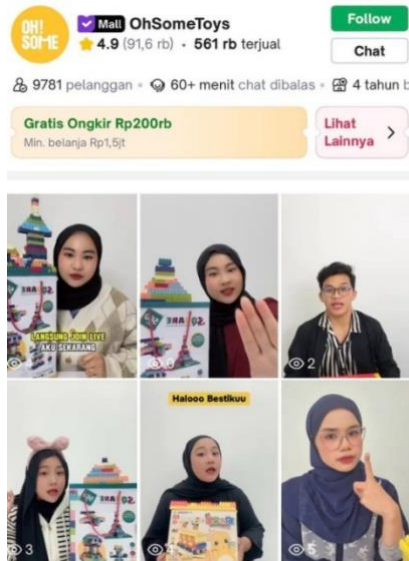 OH!
SOME
Mall OhSomeToys
4.9 (91,6 rb) • 561 rb terjual
Follow
Chat
9781 pelanggan • 60+ menit chat dibalas • 4 tahun b
Gratis Ongkir Rp200rb
Min. belanja Rp1,5jt
Lihat
Lainnya
LANGSUNG JOIN LIVE
AKU SEKARANG
2
Halooo Bestikuu
3
5